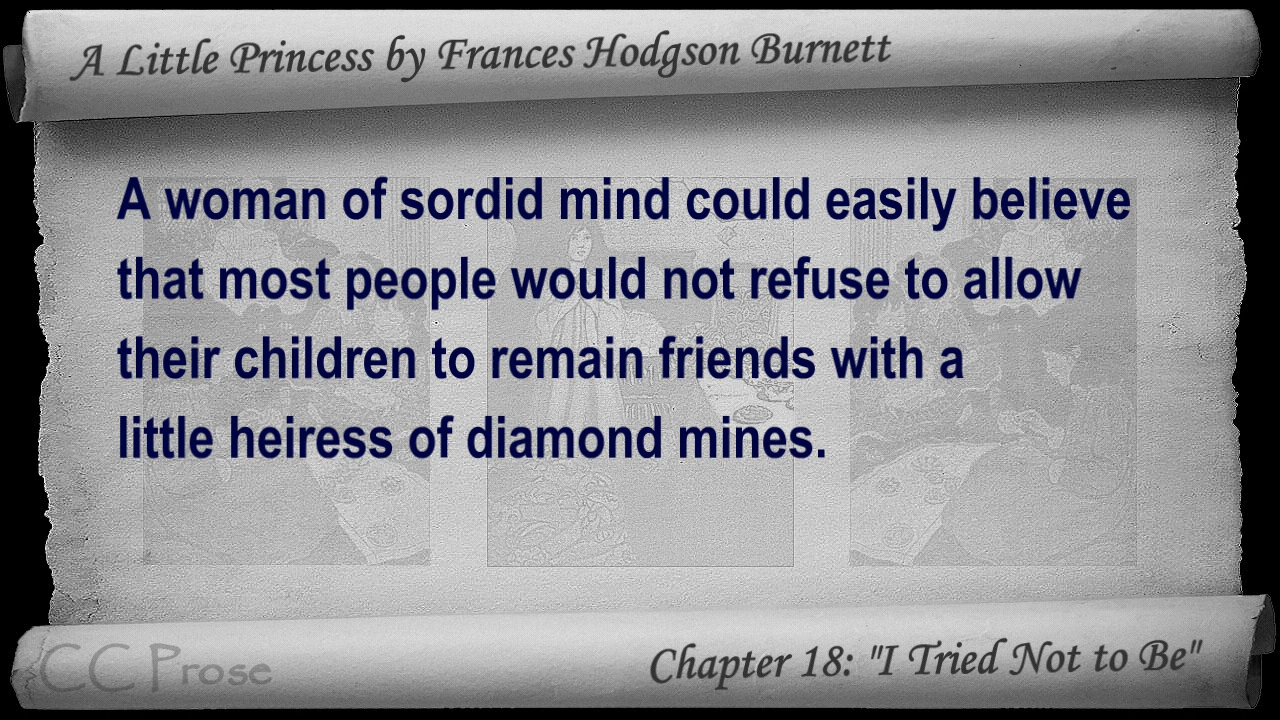 A Little Princess by Frances Hodgson Burnett
A woman of sordid mind could easily believe
that most people would not refuse to allow
their children to remain friends with a
little heiress of diamond mines.
CC Prose
Chapter 18: "I Tried Not to Be"